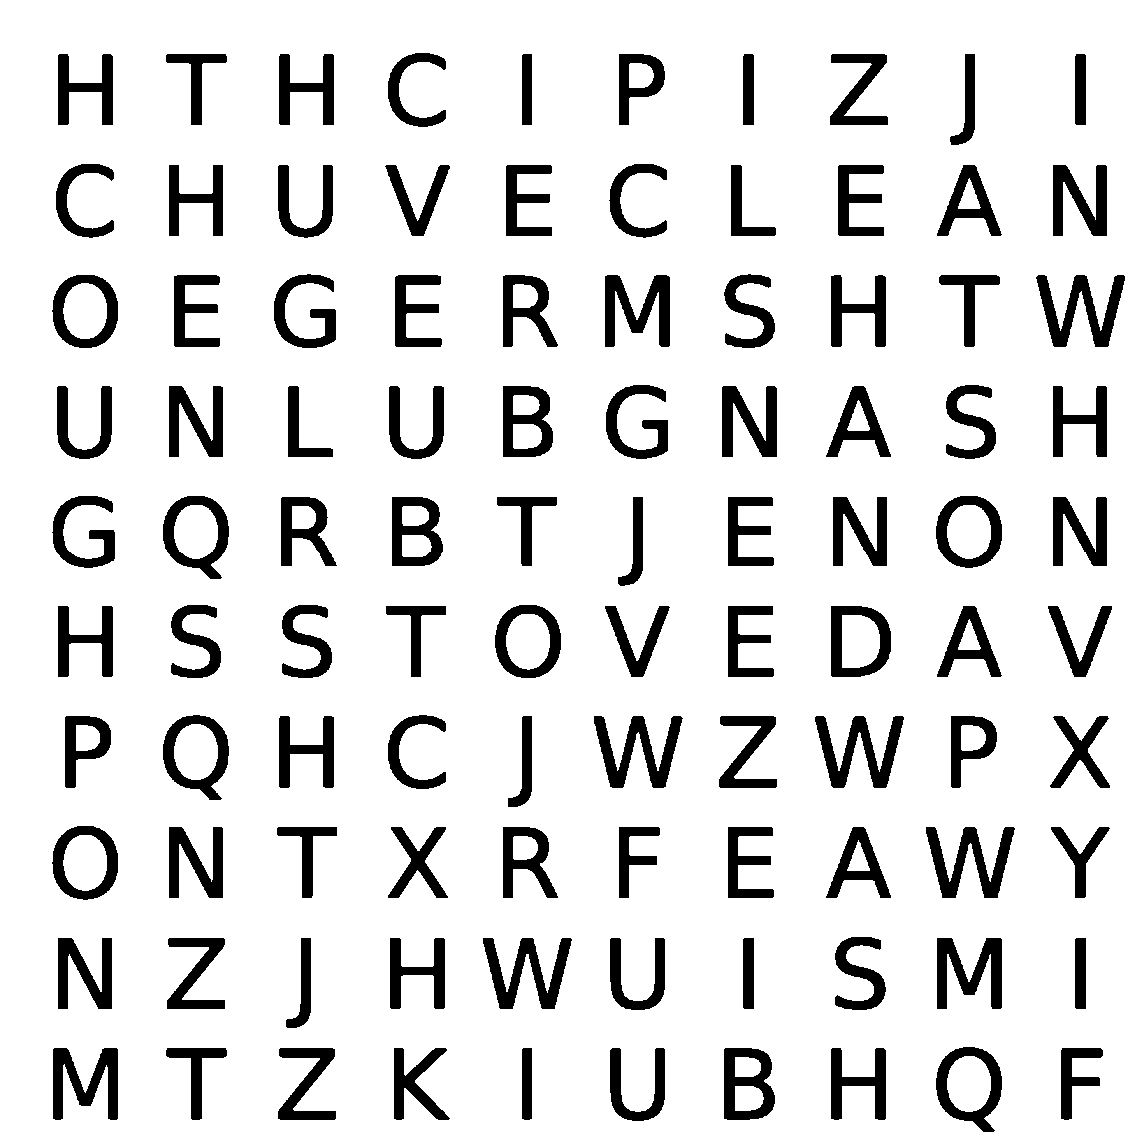 H T H C I P I Z J I
C H U V E C L E A N
O E G E R M S H T W
U N L U B G N A S H
G Q R B T J E N O N
H S S T O V E D A V
P Q H C J W Z W P X
O N T X R F E A W Y
N Z J H W U I S M I
M T Z K I U B H Q F